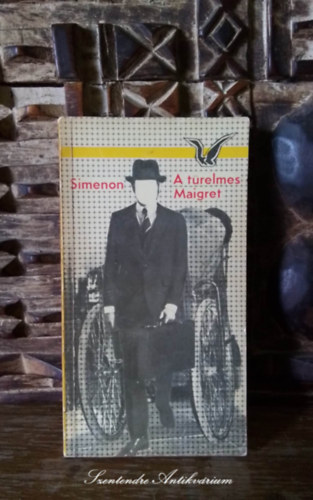 Simenon
A türelmes
Maigret
Szentendre Antikvárium